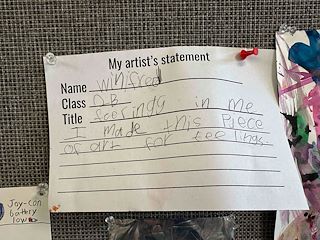 My artist's statement
Name winifred
Class DB
Title feelings in me
I made this Piece
of art for feelings.
Joy-Con
battery
low